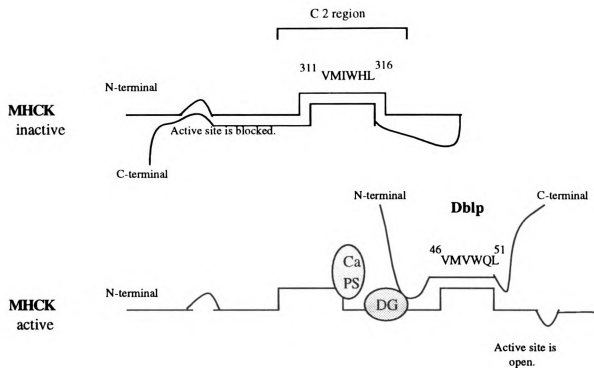 C 2 region
311 VMIWHL 316
N-terminal
MHCK
inactive
Active site is blocked.
C-terminal
N-terminal
Dblp
C-terminal
46 VMVWQL 51
Ca
PS
N-terminal
DG
MHCK
active
Active site is
open.